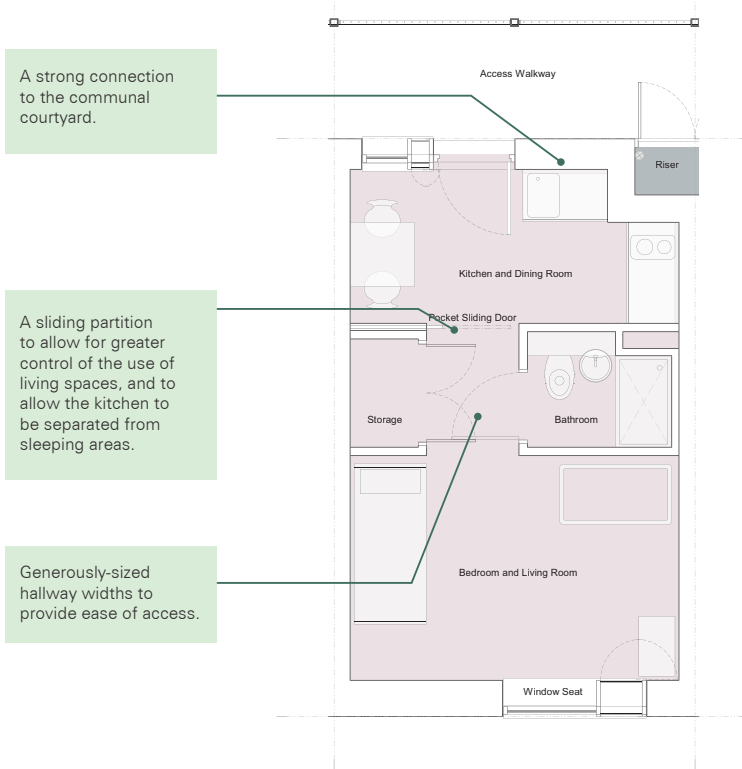 A strong connection
to the communal
courtyard.
Access Walkway
Riser
Kitchen and Dining Room
Pocket Sliding Door
A sliding partition
to allow for greater
control of the use of
living spaces, and to
allow the kitchen to
be separated from
sleeping areas.
Storage
Bathroom
Generously-sized
hallway widths to
provide ease of access.
Bedroom and Living Room
Window Seat